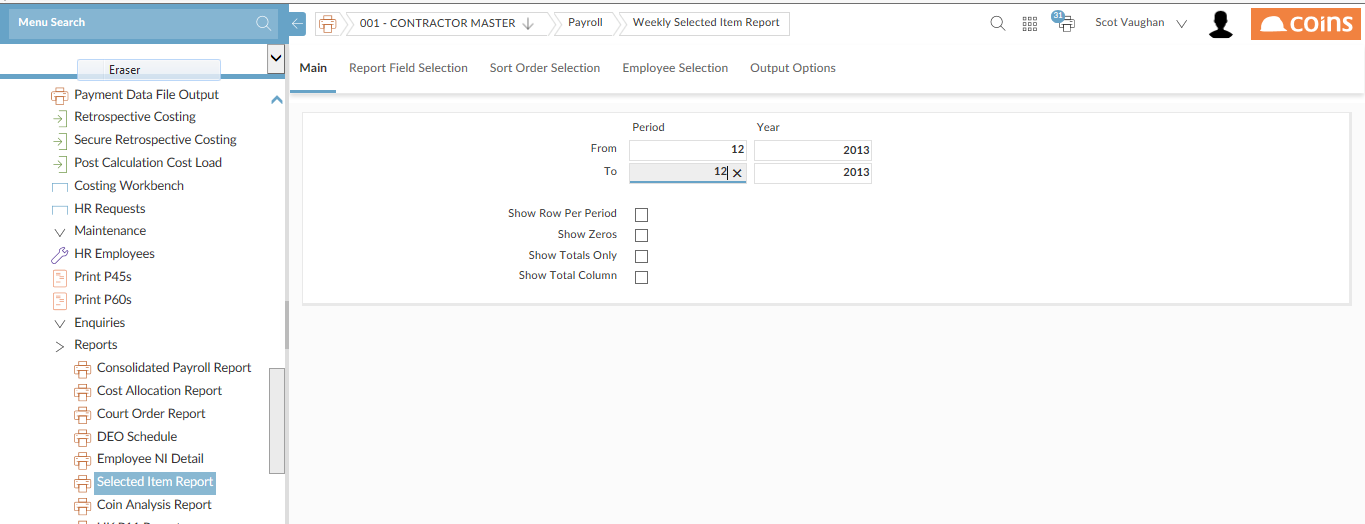 Menu Search
001 - CONTRACTOR MASTER
Payroll
Weekly Selected Item Report
31
Scot Vaughan
coins
Eraser
Payment Data File Output
Retrospective Costing
Secure Retrospective Costing
Post Calculation Cost Load
Costing Workbench
HR Requests
Maintenance
HR Employees
Print P45s
Print P60s
Enquiries
Reports
Consolidated Payroll Report
Cost Allocation Report
Court Order Report
DEO Schedule
Employee NI Detail
Selected Item Report
Coin Analysis Report
Main Report Field Selection Sort Order Selection Employee Selection Output Options
Period Year
From 12 2013
To 12 2013
Show Row Per Period
Show Zeros
Show Totals Only
Show Total Column